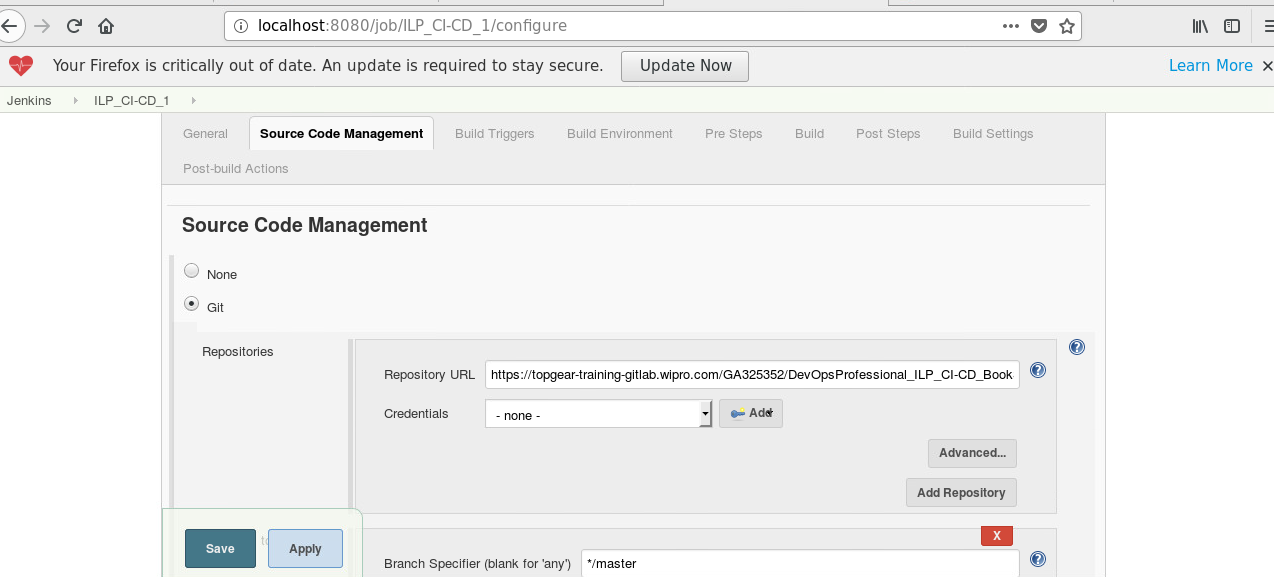 localhost:8080/job/ILP_CI-CD_1/configure
Your Firefox is critically out of date. An update is required to stay secure. Update Now Learn More
Jenkins ILP_CI-CD_1
General Source Code Management Build Triggers Build Environment Pre Steps Build Post Steps Build Settings
Post-build Actions
Source Code Management
None
Git
Repositories
Repository URL https://topgear-training-gitlab.wipro.com/GA325352/DevOpsProfessional_ILP_CI-CD_Book
Credentials - none - Add
Advanced...
Add Repository
Save Apply
X
Branch Specifier (blank for 'any') */master